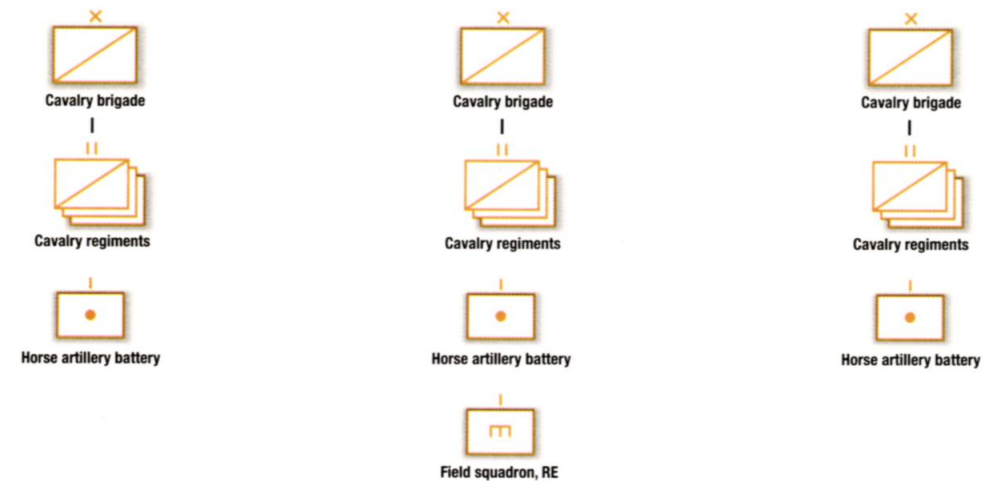 Cavalry brigade
Cavalry brigade
Cavalry brigade
Cavalry regiments
Cavalry regiments
Cavalry regiments
Horse artillery battery
Horse artillery battery
Horse artillery battery
Field squadron, RE